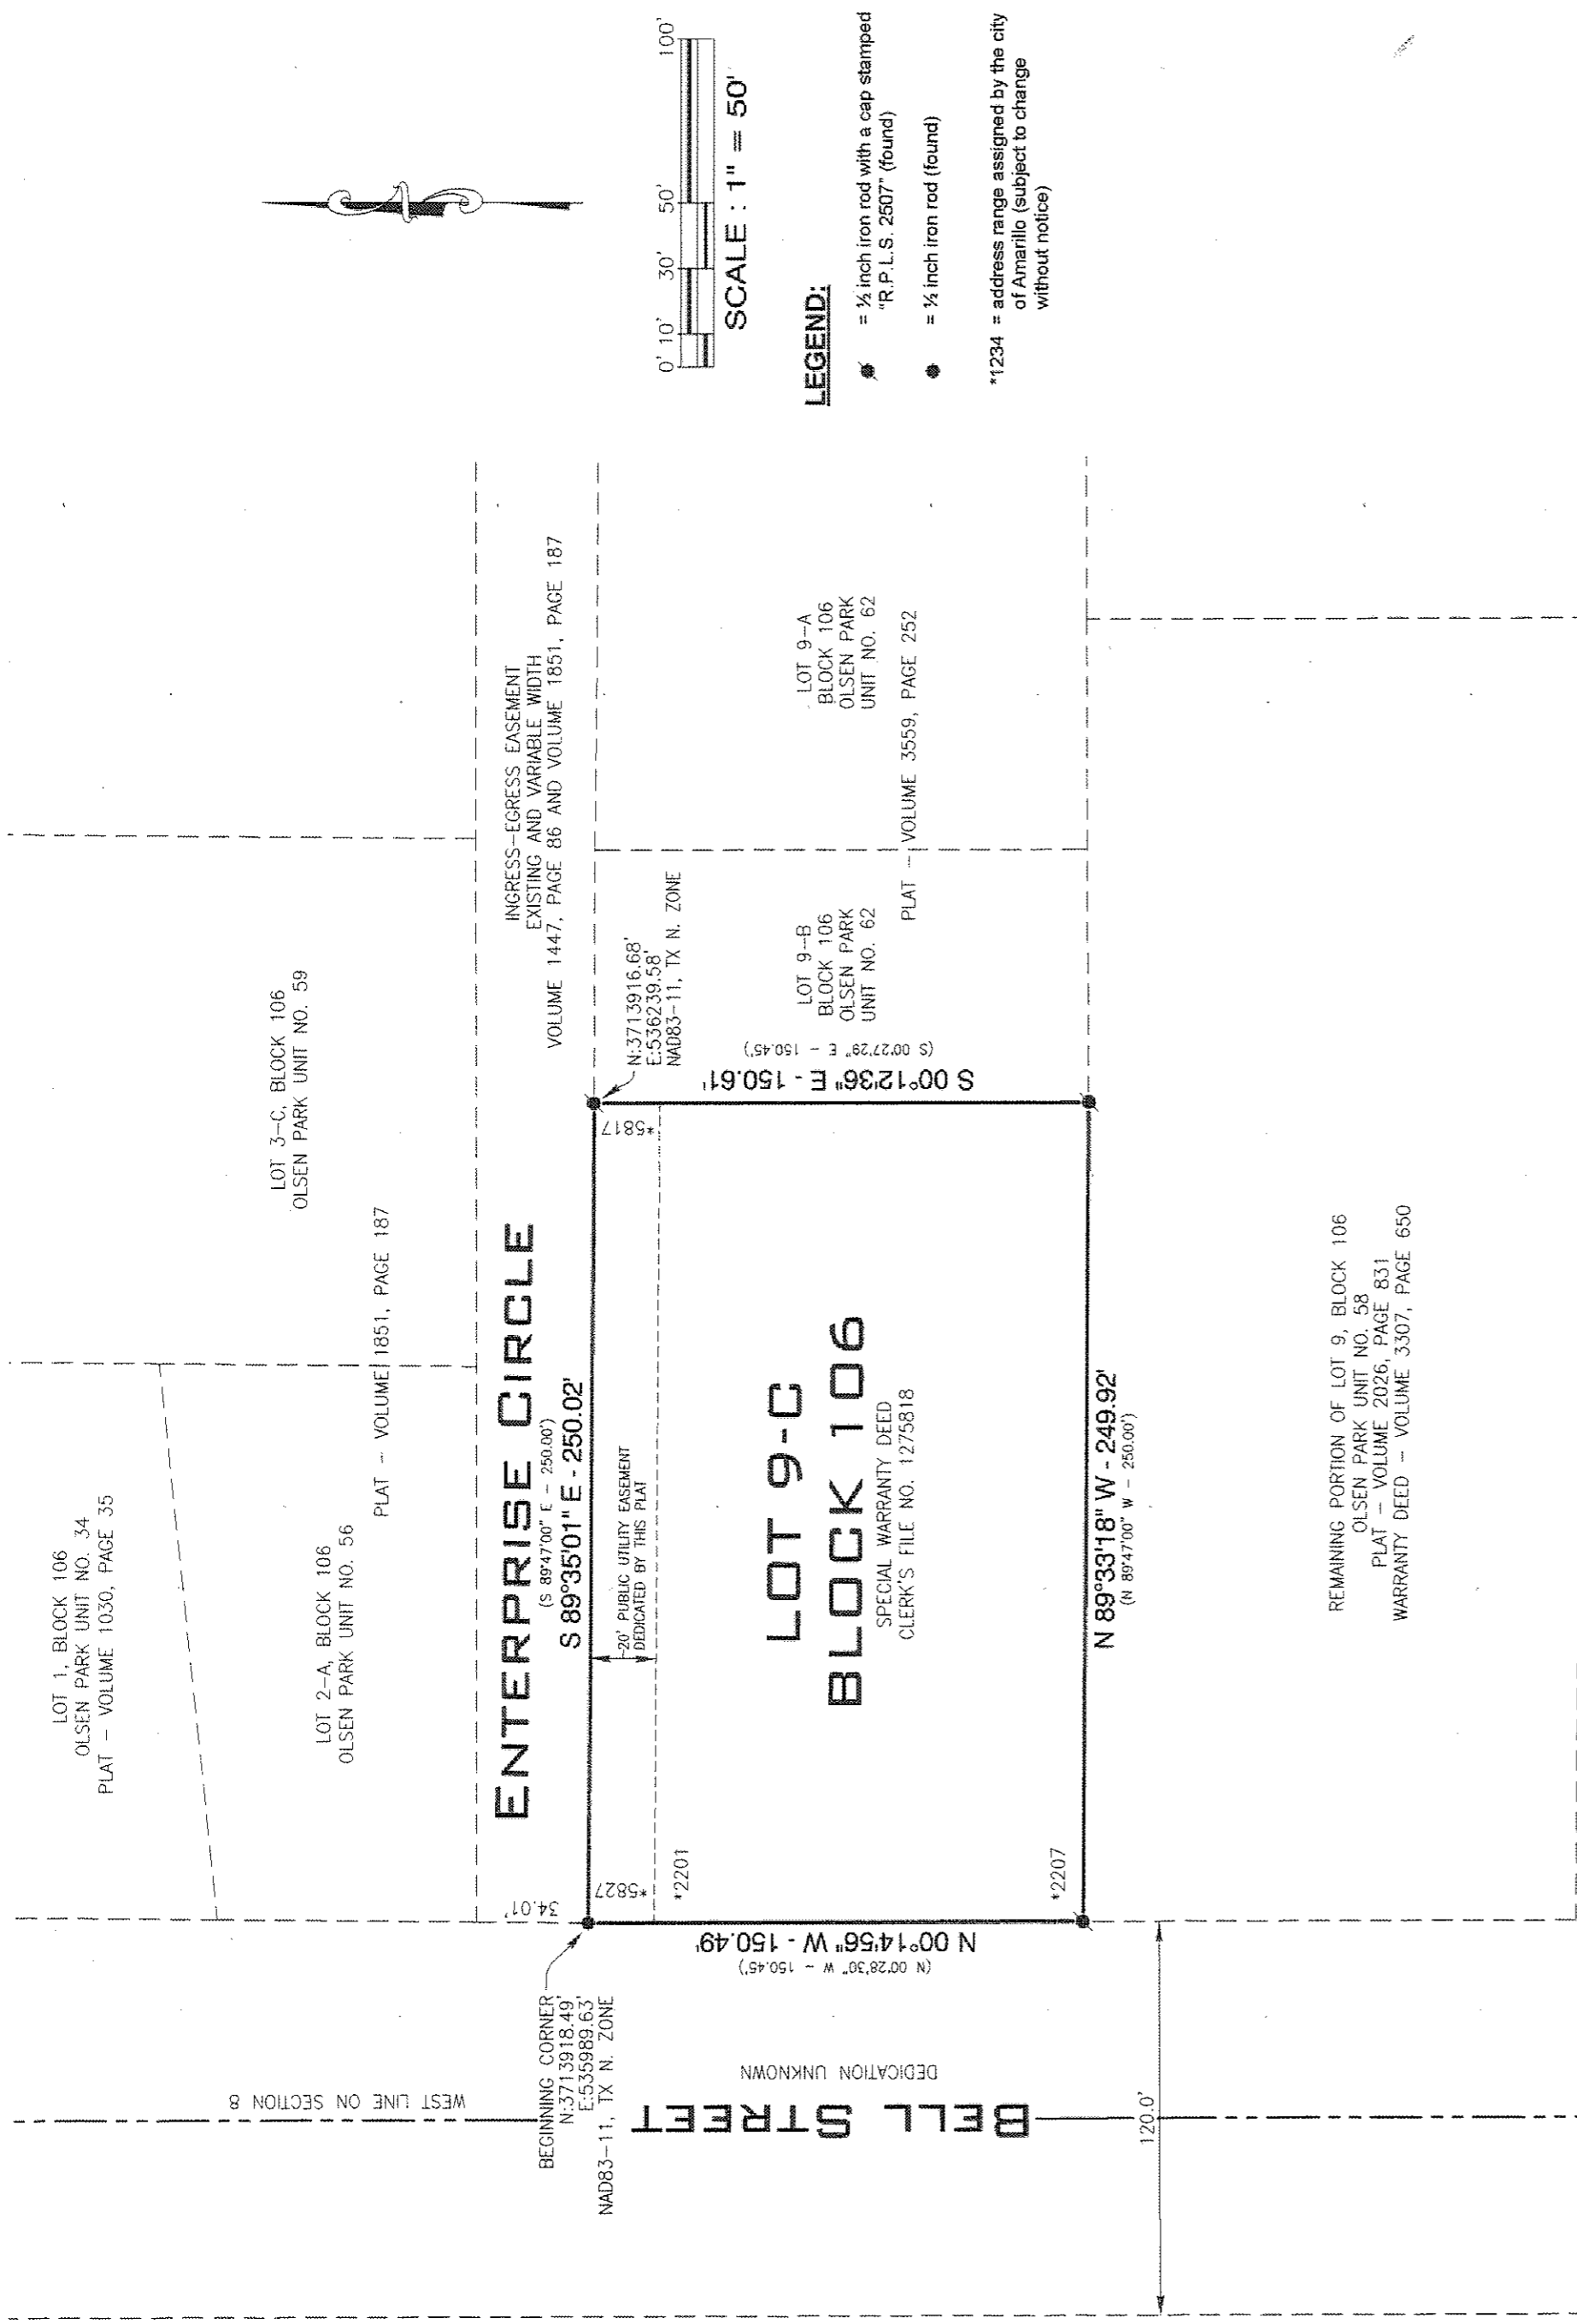 LOT 1, BLOCK 106
OLSEN PARK UNIT NO. 34
PLAT - VOLUME 1030, PAGE 35
LOT 2-A, BLOCK 106
OLSEN PARK UNIT NO. 56
PLAT - VOLUME 1851, PAGE 187
LOT 3-C, BLOCK 106
OLSEN PARK UNIT NO. 59
INGRESS-EGRESS EASEMENT
EXISTING AND VARIABLE WIDTH
VOLUME 1447, PAGE 86 AND VOLUME 1851, PAGE 187
ENTERPRISE CIRCLE
(S 89°47'00" E - 250.00')
S 89°35'01" E - 250.02'
34.01'
*5827
*5817
20' PUBLIC UTILITY EASEMENT
DEDICATED BY THIS PLAT
*2201
*2207
LOT 9-C
BLOCK 106
SPECIAL WARRANTY DEED
CLERK'S FILE NO. 1275818
N 89°33'18" W - 249.92'
(N 89°47'00" W - 250.00')
N 00°14'56" W - 150.49'
(N 00°28'30" W - 150.45')
S 00°12'36" E - 150.61'
(S 00°27'29" E - 150.45')
N:3713916.68'
E:536239.58'
NAD83-11, TX N. ZONE
LOT 9-B
BLOCK 106
OLSEN PARK
UNIT NO. 62
LOT 9-A
BLOCK 106
OLSEN PARK
UNIT NO. 62
PLAT - VOLUME 3559, PAGE 252
BEGINNING CORNER
N:3713918.49'
E:535989.63'
NAD83-11, TX N. ZONE
WEST LINE ON SECTION 8
BELL STREET
DEDICATION UNKNOWN
120.0'
REMAINING PORTION OF LOT 9, BLOCK 106
OLSEN PARK UNIT NO. 58
PLAT - VOLUME 2026, PAGE 831
WARRANTY DEED - VOLUME 3307, PAGE 650
N
0' 10' 30' 50' 100'
SCALE : 1" = 50'
LEGEND:
= ½ inch iron rod with a cap stamped
"R.P.L.S. 2507" (found)
= ½ inch iron rod (found)
*1234 = address range assigned by the city
of Amarillo (subject to change
without notice)